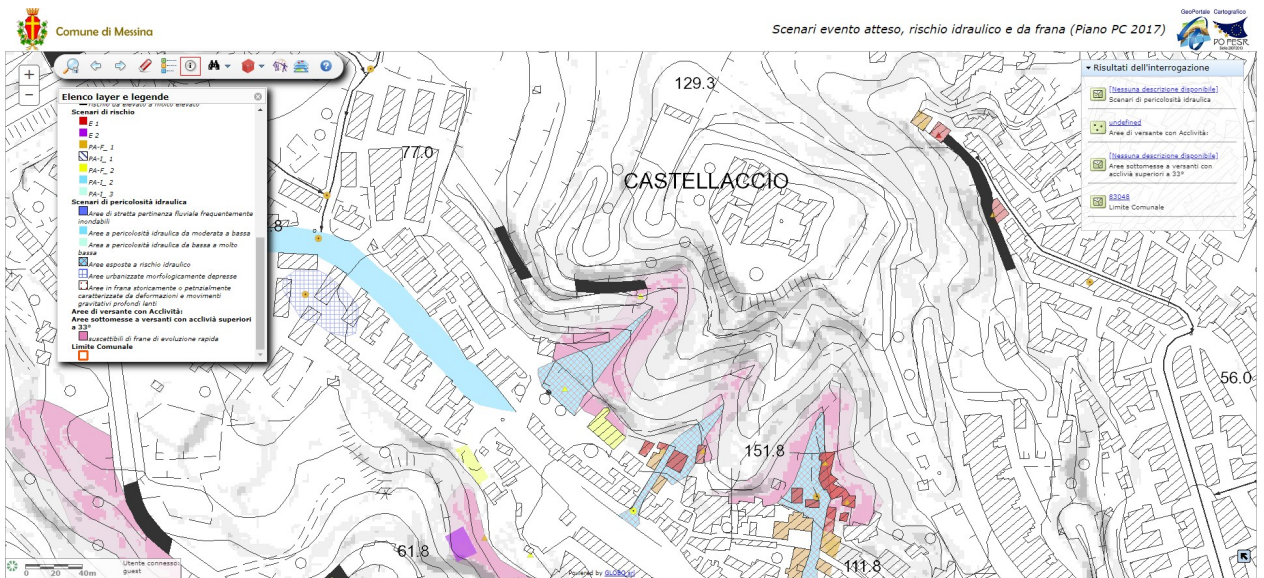 Comune di Messina
Scenari evento atteso, rischio idraulico e da frana (Piano PC 2017)
GeoPortale Cartografico
PO FESR
+
−
Elenco layer e legende
rischio da elevato a molto elevato
Scenari di rischio
E 1
E 2
PA-F_ 1
PA-I_ 1
PA-F_ 2
PA-I_ 2
PA-I_ 3
Scenari di pericolosità idraulica
Aree di stretta pertinenza fluviale frequentemente
inondabili
Aree a pericolosità idraulica da moderata a bassa
Aree a pericolosità idraulica da bassa a molto
bassa
Aree esposte a rischio idraulico
Aree urbanizzate morfologicamente depresse
Aree in frana storicamente o petnzialmente
caratterizzate da deformazioni e movimenti
gravitativi profondi lenti
Aree di versante con Acclività:
Aree sottomesse a versanti con acclivià superiori
a 33°
suscettibili di frane di evoluzione rapida
Limite Comunale
Risultati dell'interrogazione
[Nessuna descrizione disponibile]
Scenari di pericolosità idraulica
undefined
Aree di versante con Acclività:
[Nessuna descrizione disponibile]
Aree sottomesse a versanti con
acclivià superiori a 33°
83048
Limite Comunale
129.3
77.0
CASTELLACCIO
56.0
151.8
61.8
111.8
0 20 40m
Utente connesso:
guest
Powered by GLOBO srl